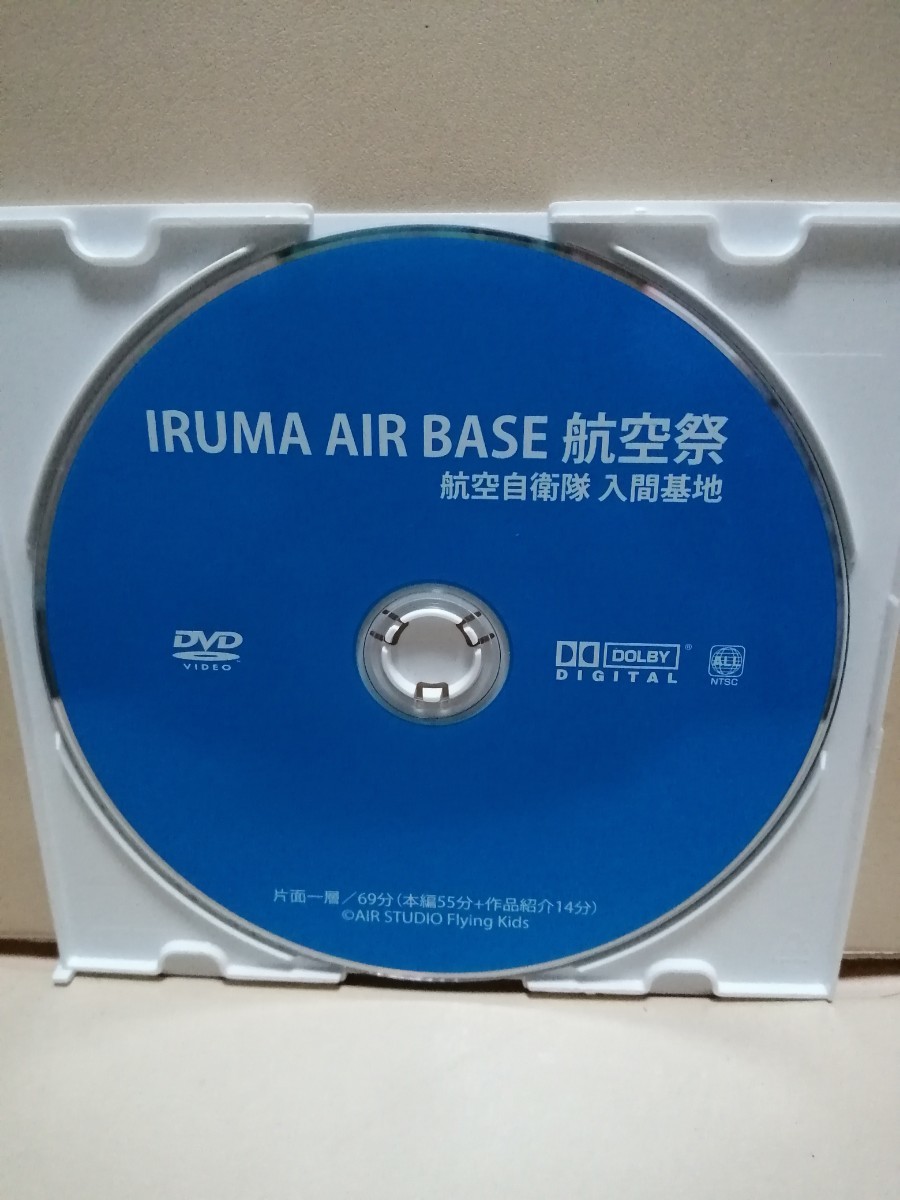 IRUMA AIR BASE 航空祭
航空自衛隊 入間基地
DVD
VIDEO
DOLBY ®
DIGITAL
ALL
NTSC
片面一層／69分（本編55分+作品紹介14分）
©AIR STUDIO Flying Kids